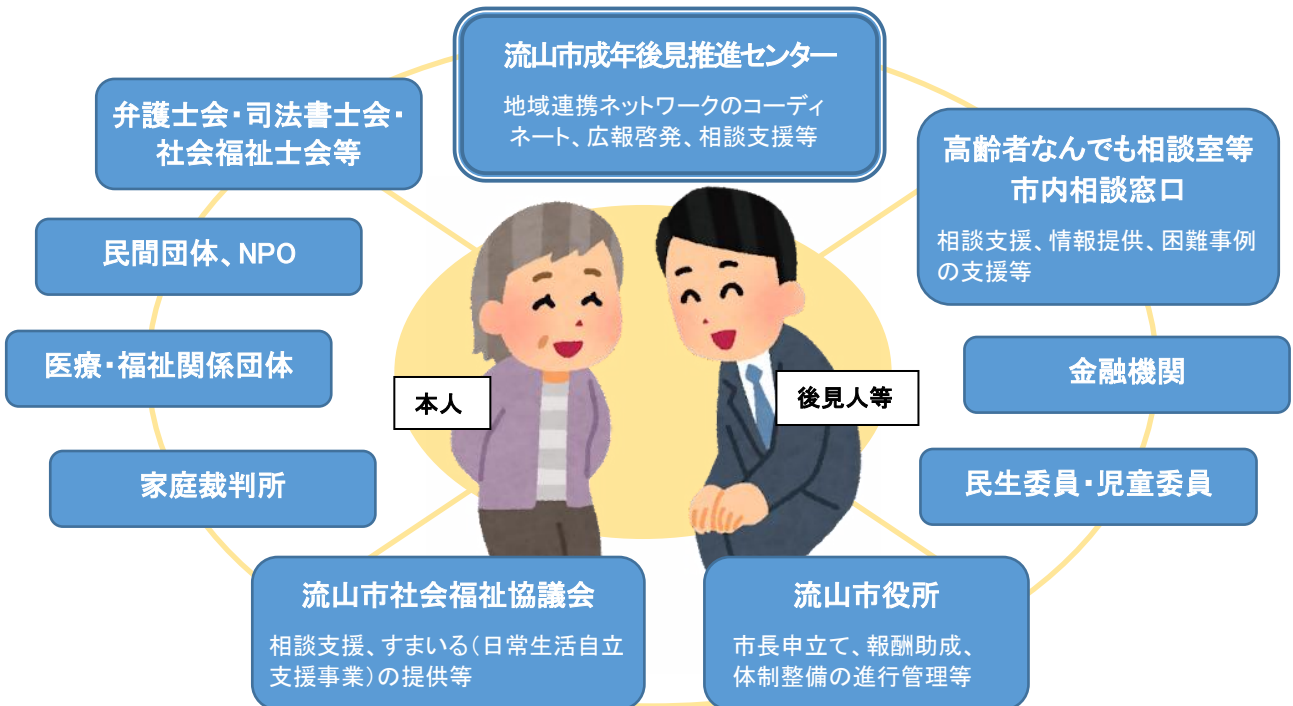 流山市成年後見推進センター
地域連携ネットワークのコーディ
ネート、広報啓発、相談支援等
弁護士会・司法書士会・
社会福祉士会等
高齢者なんでも相談室等
市内相談窓口
相談支援、情報提供、困難事例
の支援等
民間団体、NPO
医療・福祉関係団体
金融機関
本人
後見人等
家庭裁判所
民生委員・児童委員
流山市社会福祉協議会
相談支援、すまいる(日常生活自立
支援事業)の提供等
流山市役所
市長申立て、報酬助成、
体制整備の進行管理等